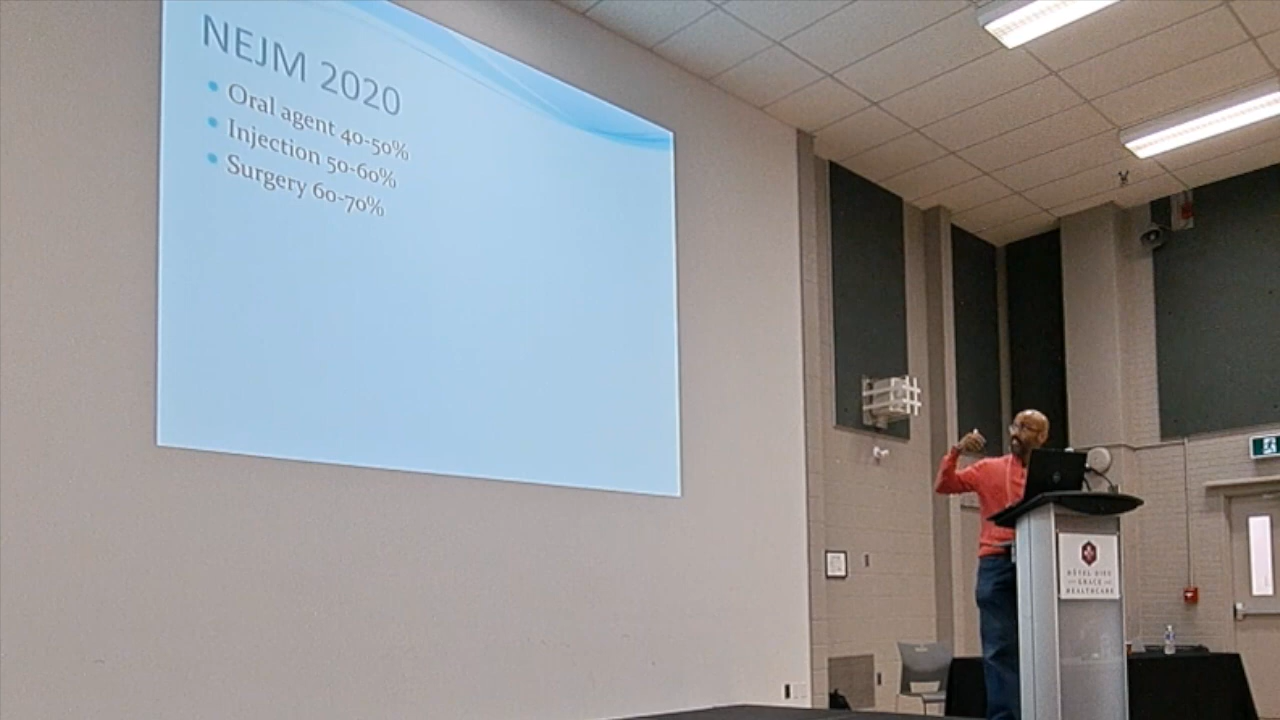 NEJM 2020
Oral agent 40-50%
Injection 50-60%
Surgery 60-70%
HÔTEL-DIEU
GRACE
HEALTHCARE